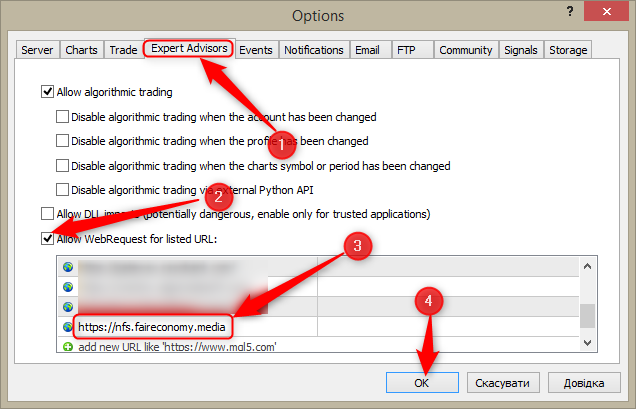 Options
?
Server Charts Trade Expert Advisors Events Notifications Email FTP Community Signals Storage
Allow algorithmic trading
Disable algorithmic trading when the account has been changed
1
Disable algorithmic trading when the profile has been changed
Disable algorithmic trading when the charts symbol or period has been changed
Disable algorithmic trading via external Python API
2
Allow DLL imports (potentially dangerous, enable only for trusted applications)
Allow WebRequest for listed URL:
3
https://nfs.faireconomy.media
4
add new URL like 'https://www.mql5.com'
OK Скасувати Довідка